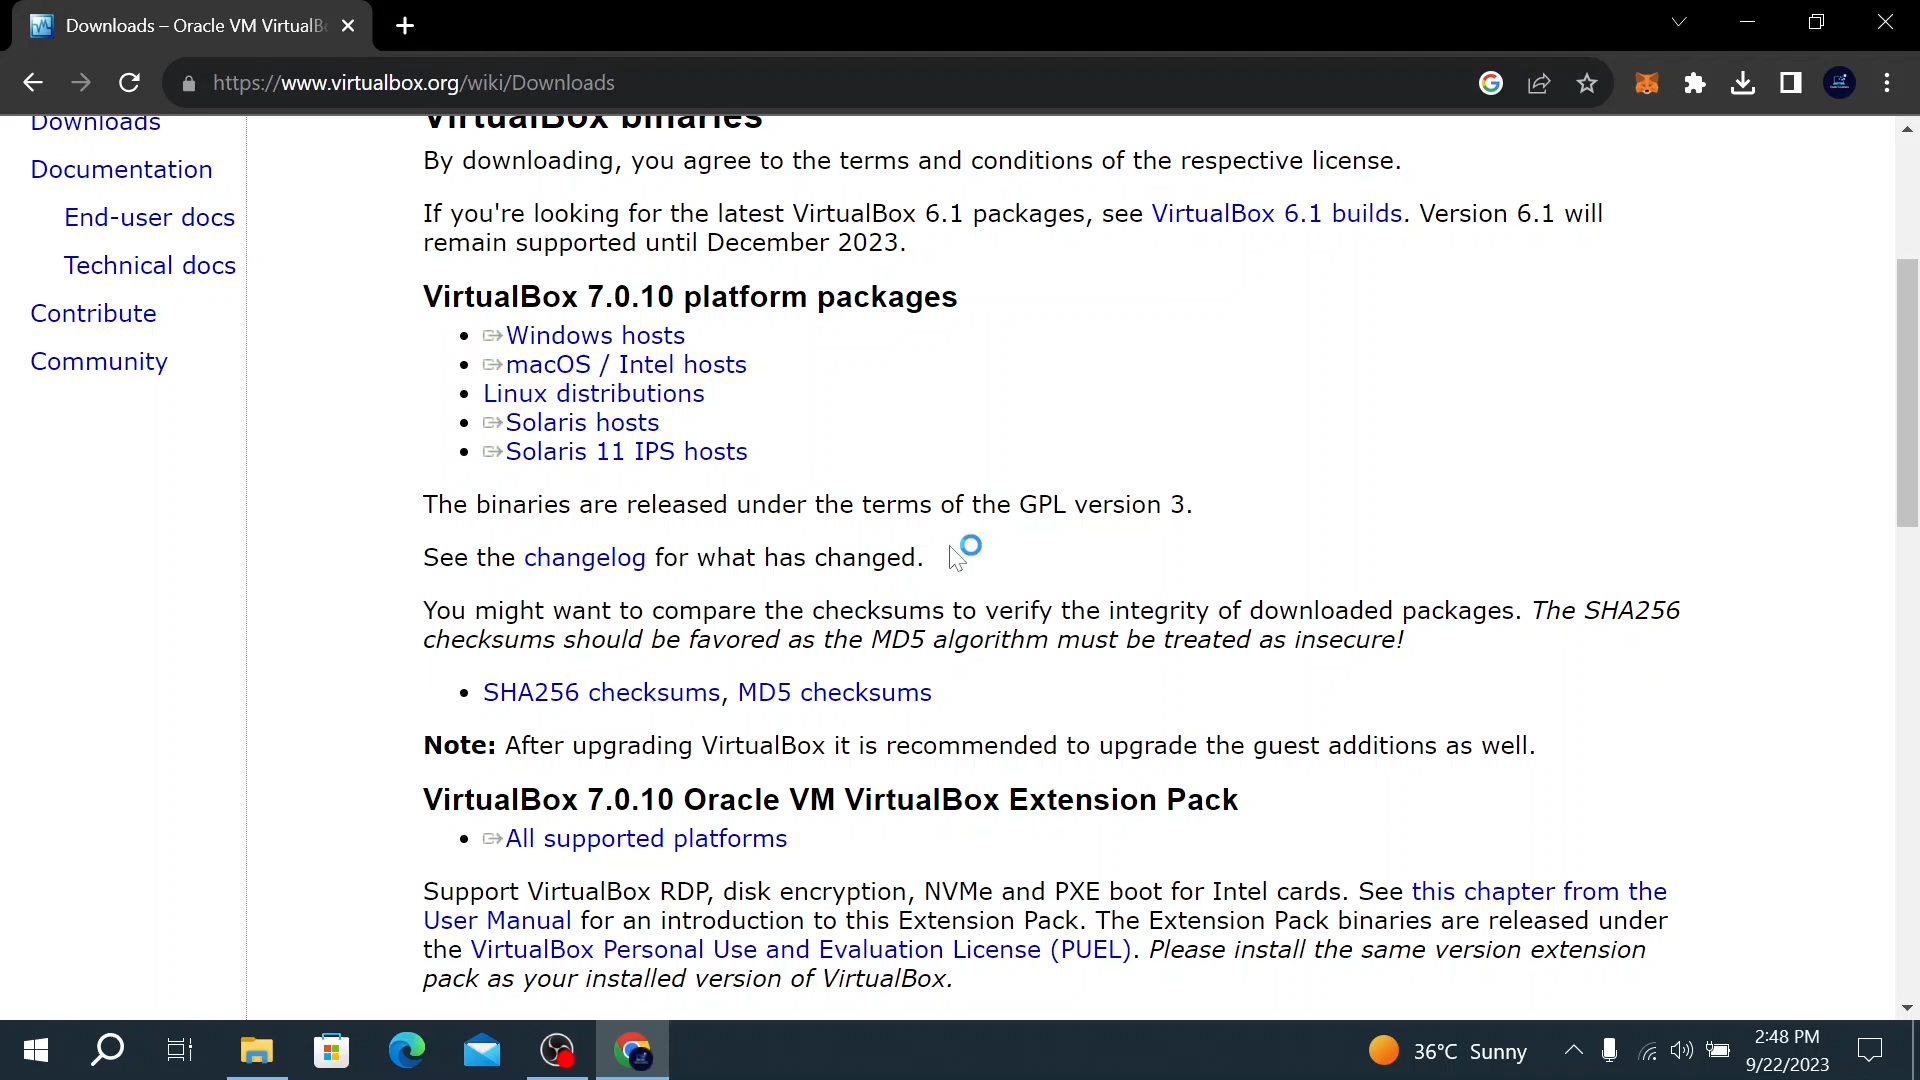 Downloads – Oracle VM VirtualB
https://www.virtualbox.org/wiki/Downloads
Downloads
Documentation
End-user docs
Technical docs
Contribute
Community
VirtualBox binaries
By downloading, you agree to the terms and conditions of the respective license.
If you're looking for the latest VirtualBox 6.1 packages, see VirtualBox 6.1 builds. Version 6.1 will
remain supported until December 2023.
VirtualBox 7.0.10 platform packages
Windows hosts
macOS / Intel hosts
Linux distributions
Solaris hosts
Solaris 11 IPS hosts
The binaries are released under the terms of the GPL version 3.
See the changelog for what has changed.
You might want to compare the checksums to verify the integrity of downloaded packages. The SHA256
checksums should be favored as the MD5 algorithm must be treated as insecure!
SHA256 checksums, MD5 checksums
Note: After upgrading VirtualBox it is recommended to upgrade the guest additions as well.
VirtualBox 7.0.10 Oracle VM VirtualBox Extension Pack
All supported platforms
Support VirtualBox RDP, disk encryption, NVMe and PXE boot for Intel cards. See this chapter from the
User Manual for an introduction to this Extension Pack. The Extension Pack binaries are released under
the VirtualBox Personal Use and Evaluation License (PUEL). Please install the same version extension
pack as your installed version of VirtualBox.
36°C Sunny
2:48 PM
9/22/2023